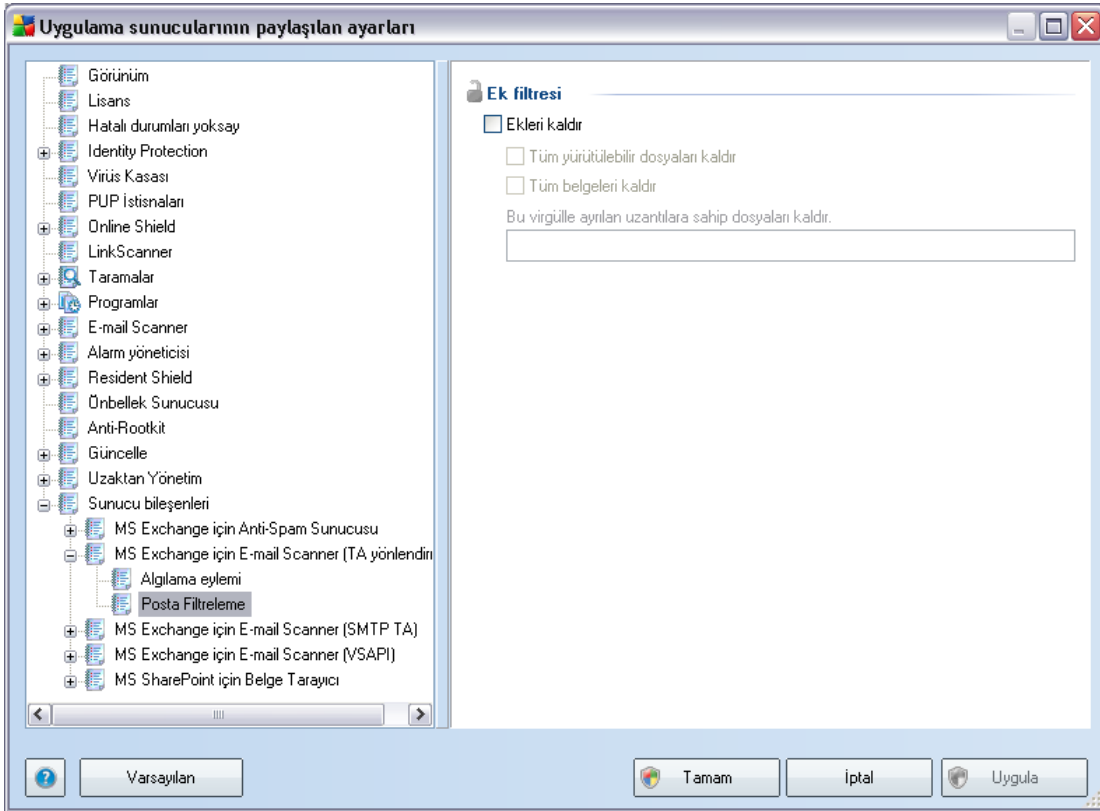 Uygulama sunucularının paylaşılan ayarları
Görünüm
Lisans
Hatalı durumları yoksay
Identity Protection
Virüs Kasası
PUP İstisnaları
Online Shield
LinkScanner
Taramalar
Programlar
E-mail Scanner
Alarm yöneticisi
Resident Shield
Önbellek Sunucusu
Anti-Rootkit
Güncelle
Uzaktan Yönetim
Sunucu bileşenleri
MS Exchange için Anti-Spam Sunucusu
MS Exchange için E-mail Scanner (TA yönlendiri
Algılama eylemi
Posta Filtreleme
MS Exchange için E-mail Scanner (SMTP TA)
MS Exchange için E-mail Scanner (VSAPI)
MS SharePoint için Belge Tarayıcı
Ek filtresi
Ekleri kaldır
Tüm yürütülebilir dosyaları kaldır
Tüm belgeleri kaldır
Bu virgülle ayrılan uzantılara sahip dosyaları kaldır.
Varsayılan
Tamam
İptal
Uygula